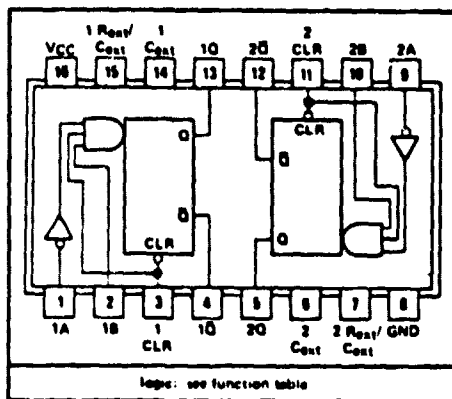 1 Rext/ 1 2
VCC Cext Cext 1Q 2Q̅ CLR 2B 2A
16 15 14 13 12 11 10 9
CLR
Q
Q̅
Q̅
Q
CLR
1 2 3 4 5 6 7 8
1A 1B 1 1Q̅ 2Q 2 2 Rext/ GND
CLR Cext Cext
logic: see function table